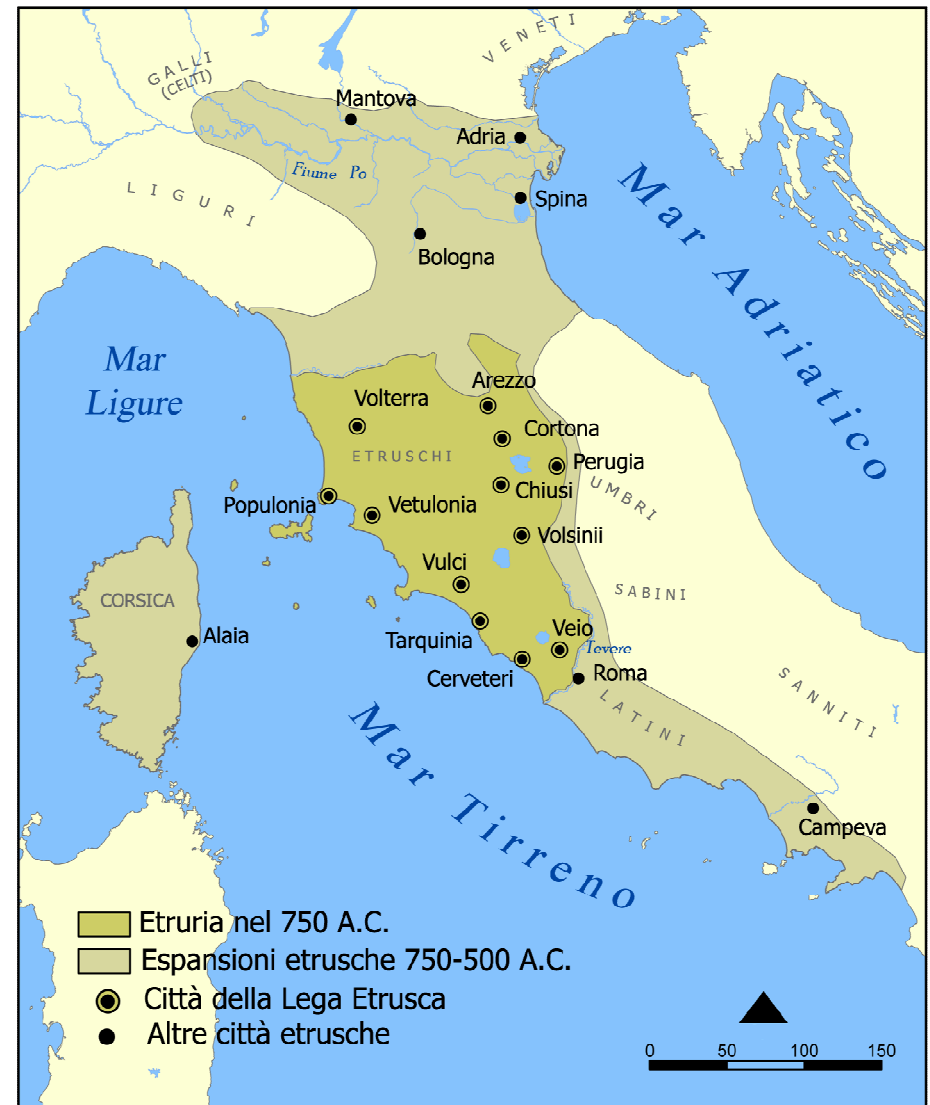 VENETI
GALLI
(CELTI)
Mantova
Adria
Fiume Po
LIGURI
Spina
Bologna
Mar Adriatico
Mar
Ligure
Arezzo
Volterra
Cortona
ETRUSCHI
Perugia
Chiusi
UMBRI
Populonia
Vetulonia
Volsinii
Vulci
SABINI
CORSICA
Alaia
Tarquinia
Veio
Tevere
Cerveteri
Roma
LATINI
SANNITI
Mar Tirreno
Campeva
Etruria nel 750 A.C.
Espansioni etrusche 750-500 A.C.
Città della Lega Etrusca
Altre città etrusche
0 50 100 150